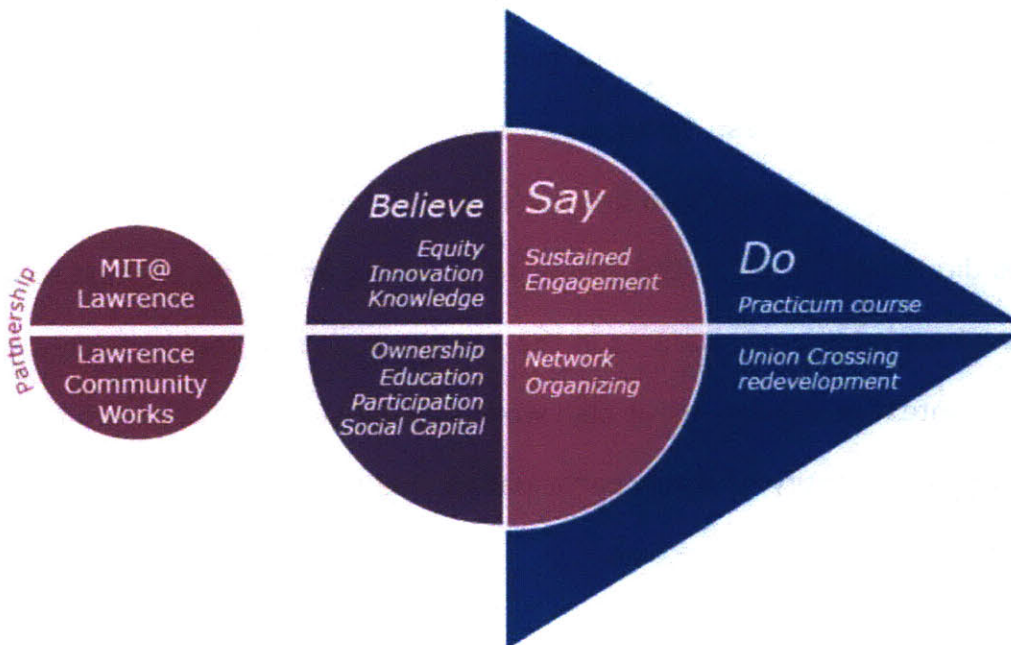 Partnership
MIT@
Lawrence
Lawrence
Community
Works
Believe
Equity
Innovation
Knowledge
Ownership
Education
Participation
Social Capital
Say
Sustained
Engagement
Network
Organizing
Do
Practicum course
Union Crossing
redevelopment